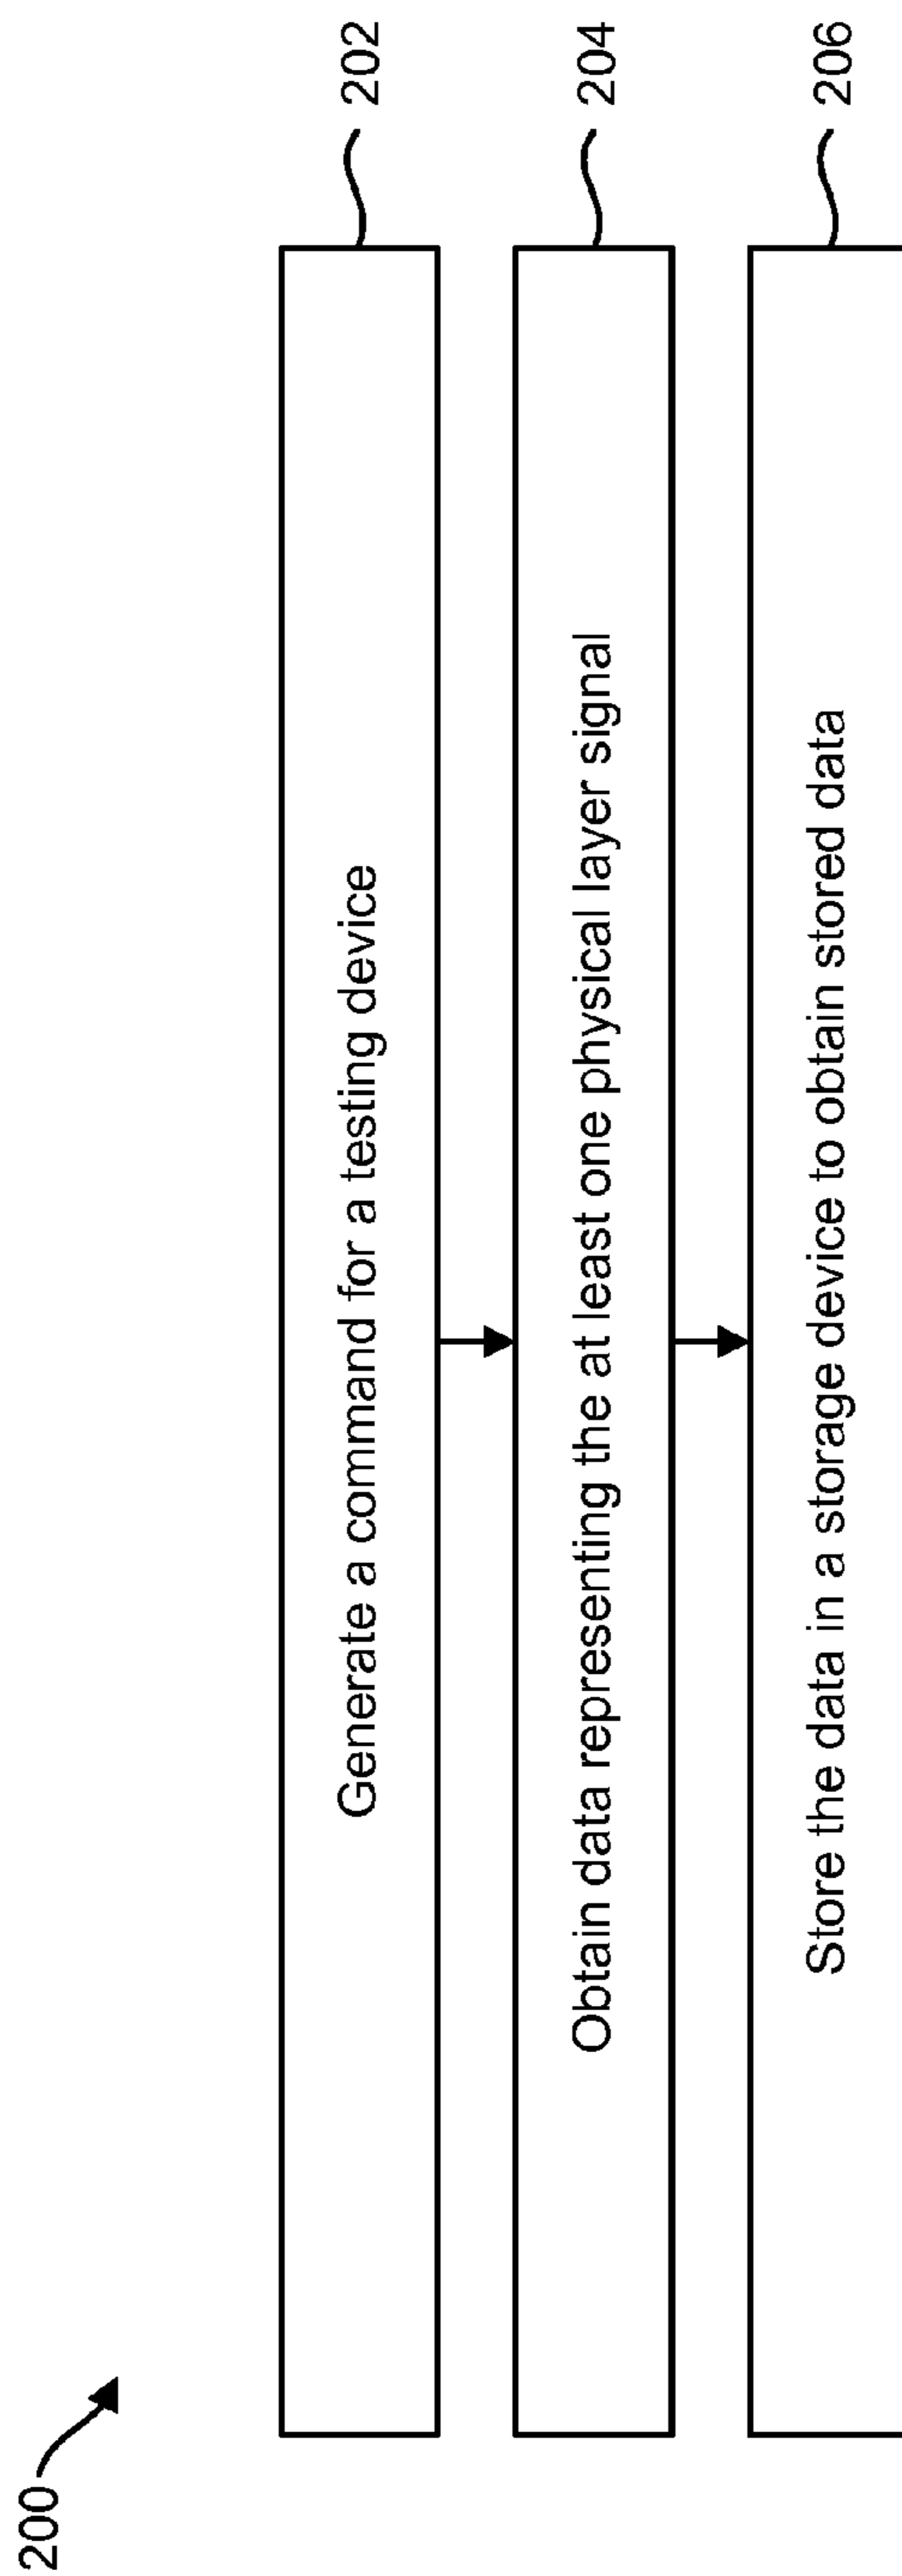 200
Generate a command for a testing device
202
Obtain data representing the at least one physical layer signal
204
Store the data in a storage device to obtain stored data
206